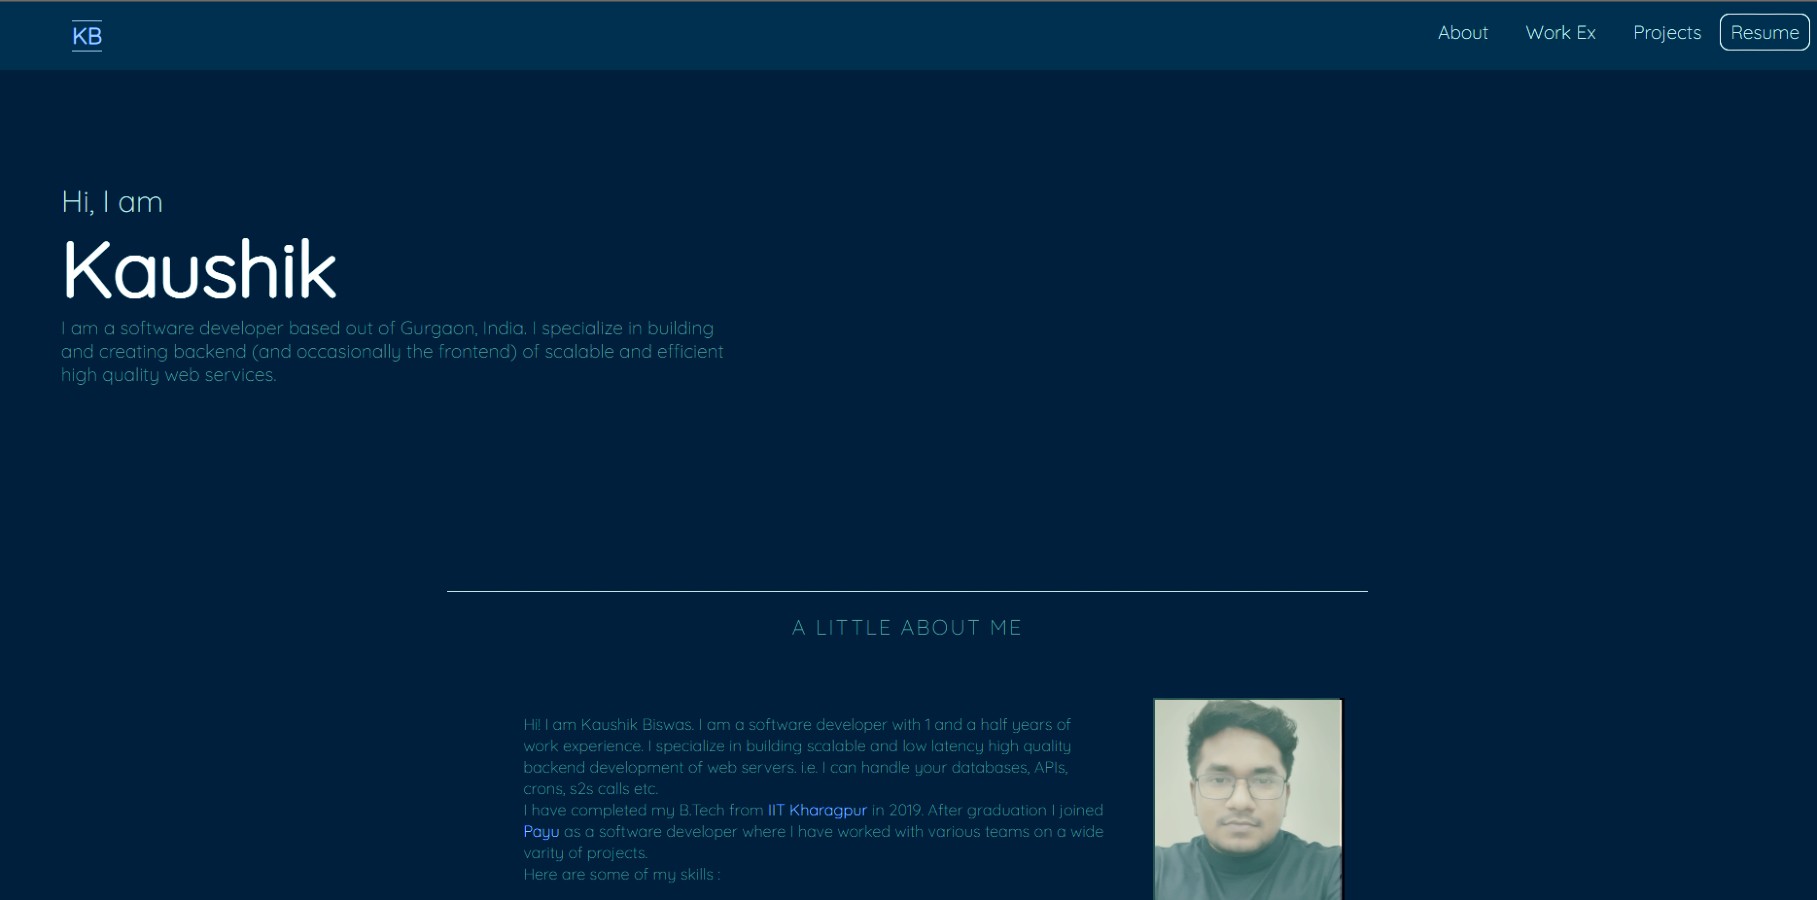 KB
About
Work Ex
Projects
Resume
Hi, I am
Kaushik
I am a software developer based out of Gurgaon, India. I specialize in building
and creating backend (and occasionally the frontend) of scalable and efficient
high quality web services.
A LITTLE ABOUT ME
Hi! I am Kaushik Biswas. I am a software developer with 1 and a half years of
work experience. I specialize in building scalable and low latency high quality
backend development of web servers. i.e. I can handle your databases, APIs,
crons, s2s calls etc.
I have completed my B.Tech from IIT Kharagpur in 2019. After graduation I joined
Payu as a software developer where I have worked with various teams on a wide
varity of projects.
Here are some of my skills :